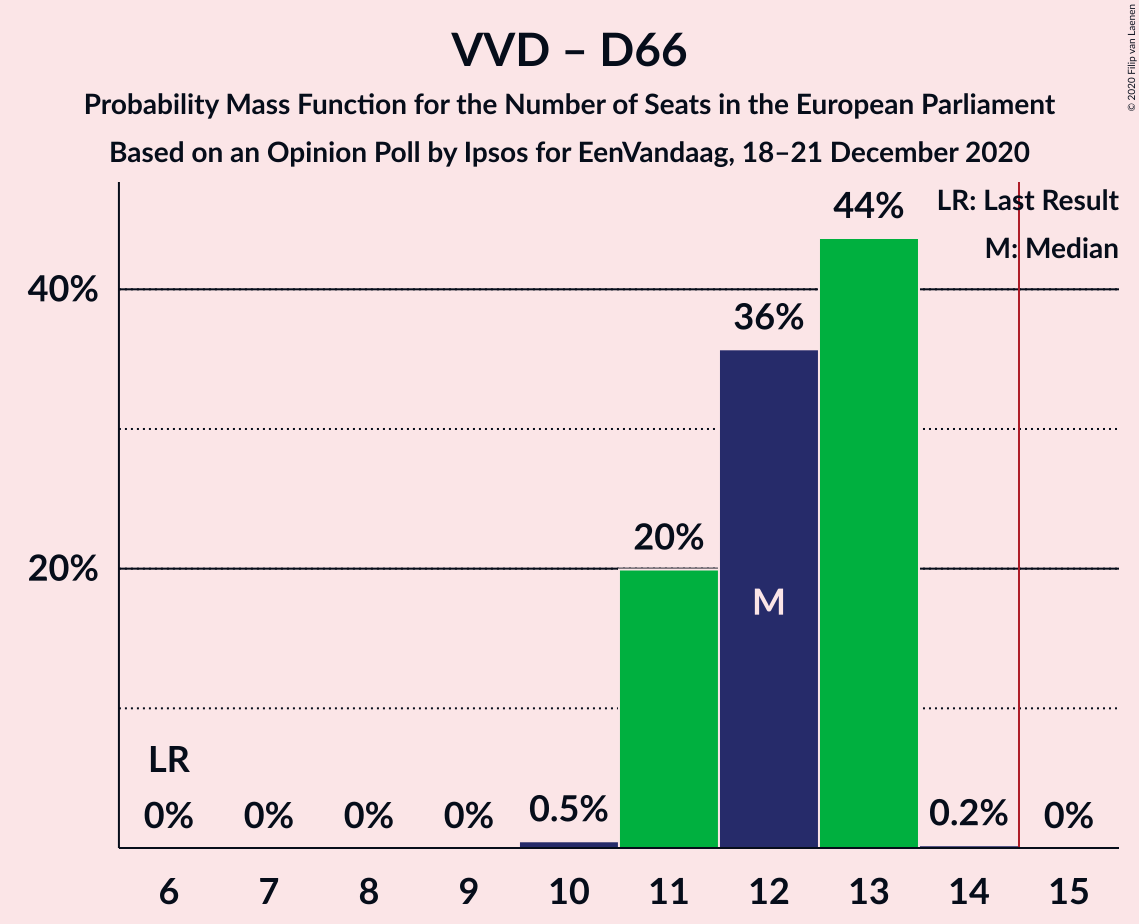 VVD – D66
Probability Mass Function for the Number of Seats in the European Parliament
Based on an Opinion Poll by Ipsos for EenVandaag, 18–21 December 2020
© 2020 Filip van Laenen
LR: Last Result
M: Median
44%
40%
36%
20%
20%
M
LR
0% 0% 0% 0% 0.5% 0.2% 0%
6 7 8 9 10 11 12 13 14 15